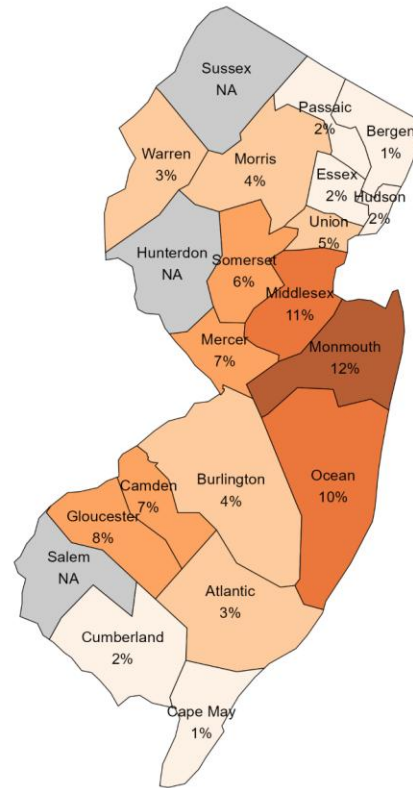 Sussex
NA
Passaic
2%
Bergen
1%
Warren
3%
Morris
4%
Essex
2%
Hudson
2%
Union
5%
Hunterdon
NA
Somerset
6%
Middlesex
11%
Mercer
7%
Monmouth
12%
Ocean
10%
Burlington
4%
Camden
7%
Gloucester
8%
Salem
NA
Atlantic
3%
Cumberland
2%
Cape May
1%